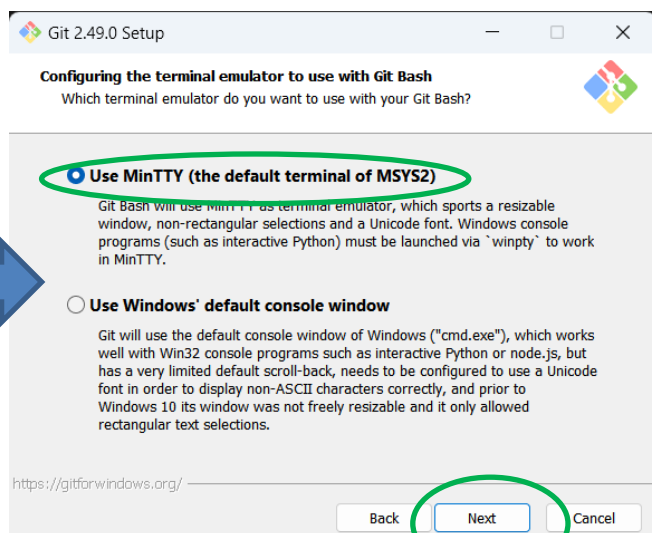 Git 2.49.0 Setup
Configuring the terminal emulator to use with Git Bash
Which terminal emulator do you want to use with your Git Bash?
Use MinTTY (the default terminal of MSYS2)
Git Bash will use MinTTY as terminal emulator, which sports a resizable
window, non-rectangular selections and a Unicode font. Windows console
programs (such as interactive Python) must be launched via `winpty` to work
in MinTTY.
Use Windows' default console window
Git will use the default console window of Windows ("cmd.exe"), which works
well with Win32 console programs such as interactive Python or node.js, but
has a very limited default scroll-back, needs to be configured to use a Unicode
font in order to display non-ASCII characters correctly, and prior to
Windows 10 its window was not freely resizable and it only allowed
rectangular text selections.
https://gitforwindows.org/
Back Next Cancel